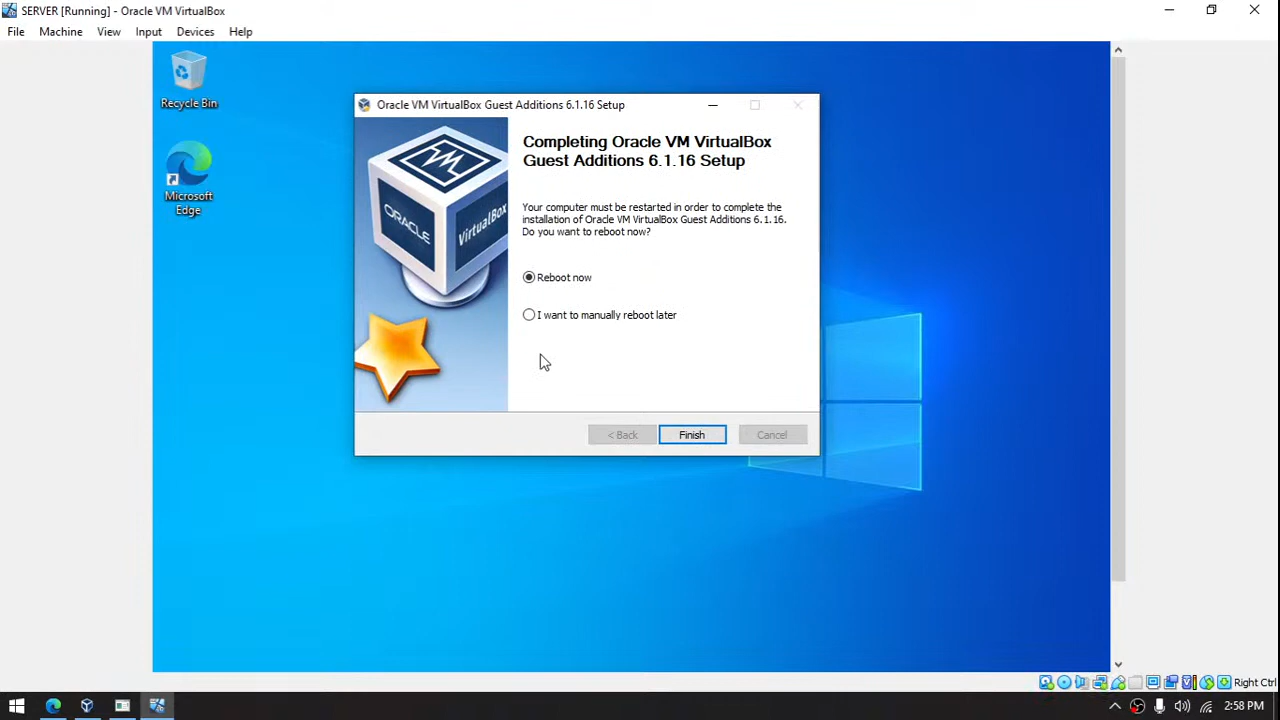 SERVER [Running] - Oracle VM VirtualBox
File Machine View Input Devices Help
Recycle Bin
Microsoft
Edge
Oracle VM VirtualBox Guest Additions 6.1.16 Setup
ORACLE
VM
VirtualBox
Completing Oracle VM VirtualBox
Guest Additions 6.1.16 Setup
Your computer must be restarted in order to complete the
installation of Oracle VM VirtualBox Guest Additions 6.1.16.
Do you want to reboot now?
Reboot now
I want to manually reboot later
< Back Finish Cancel
Right Ctrl
2:58 PM